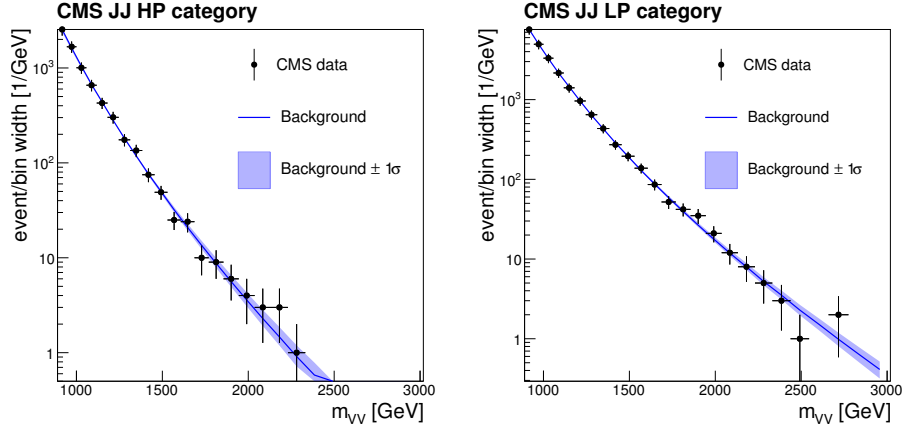 CMS JJ HP category
event/bin width [1/GeV]
10³
10²
10
1
CMS data
Background
Background ± 1σ
1000 1500 2000 2500 3000
m_VV [GeV]
CMS JJ LP category
event/bin width [1/GeV]
10³
10²
10
1
CMS data
Background
Background ± 1σ
1000 1500 2000 2500 3000
m_VV [GeV]